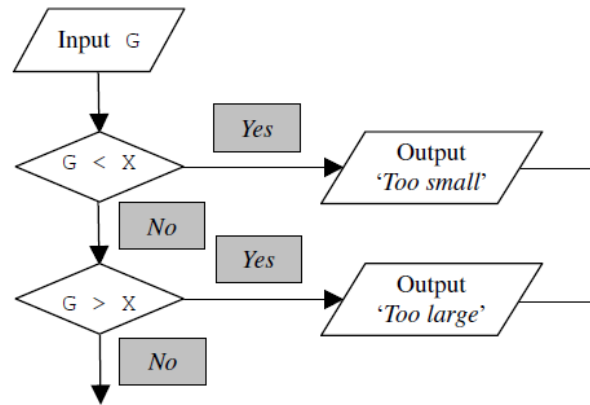 Input G
Yes
G < X
Output
‘Too small’
No
Yes
G > X
Output
‘Too large’
No